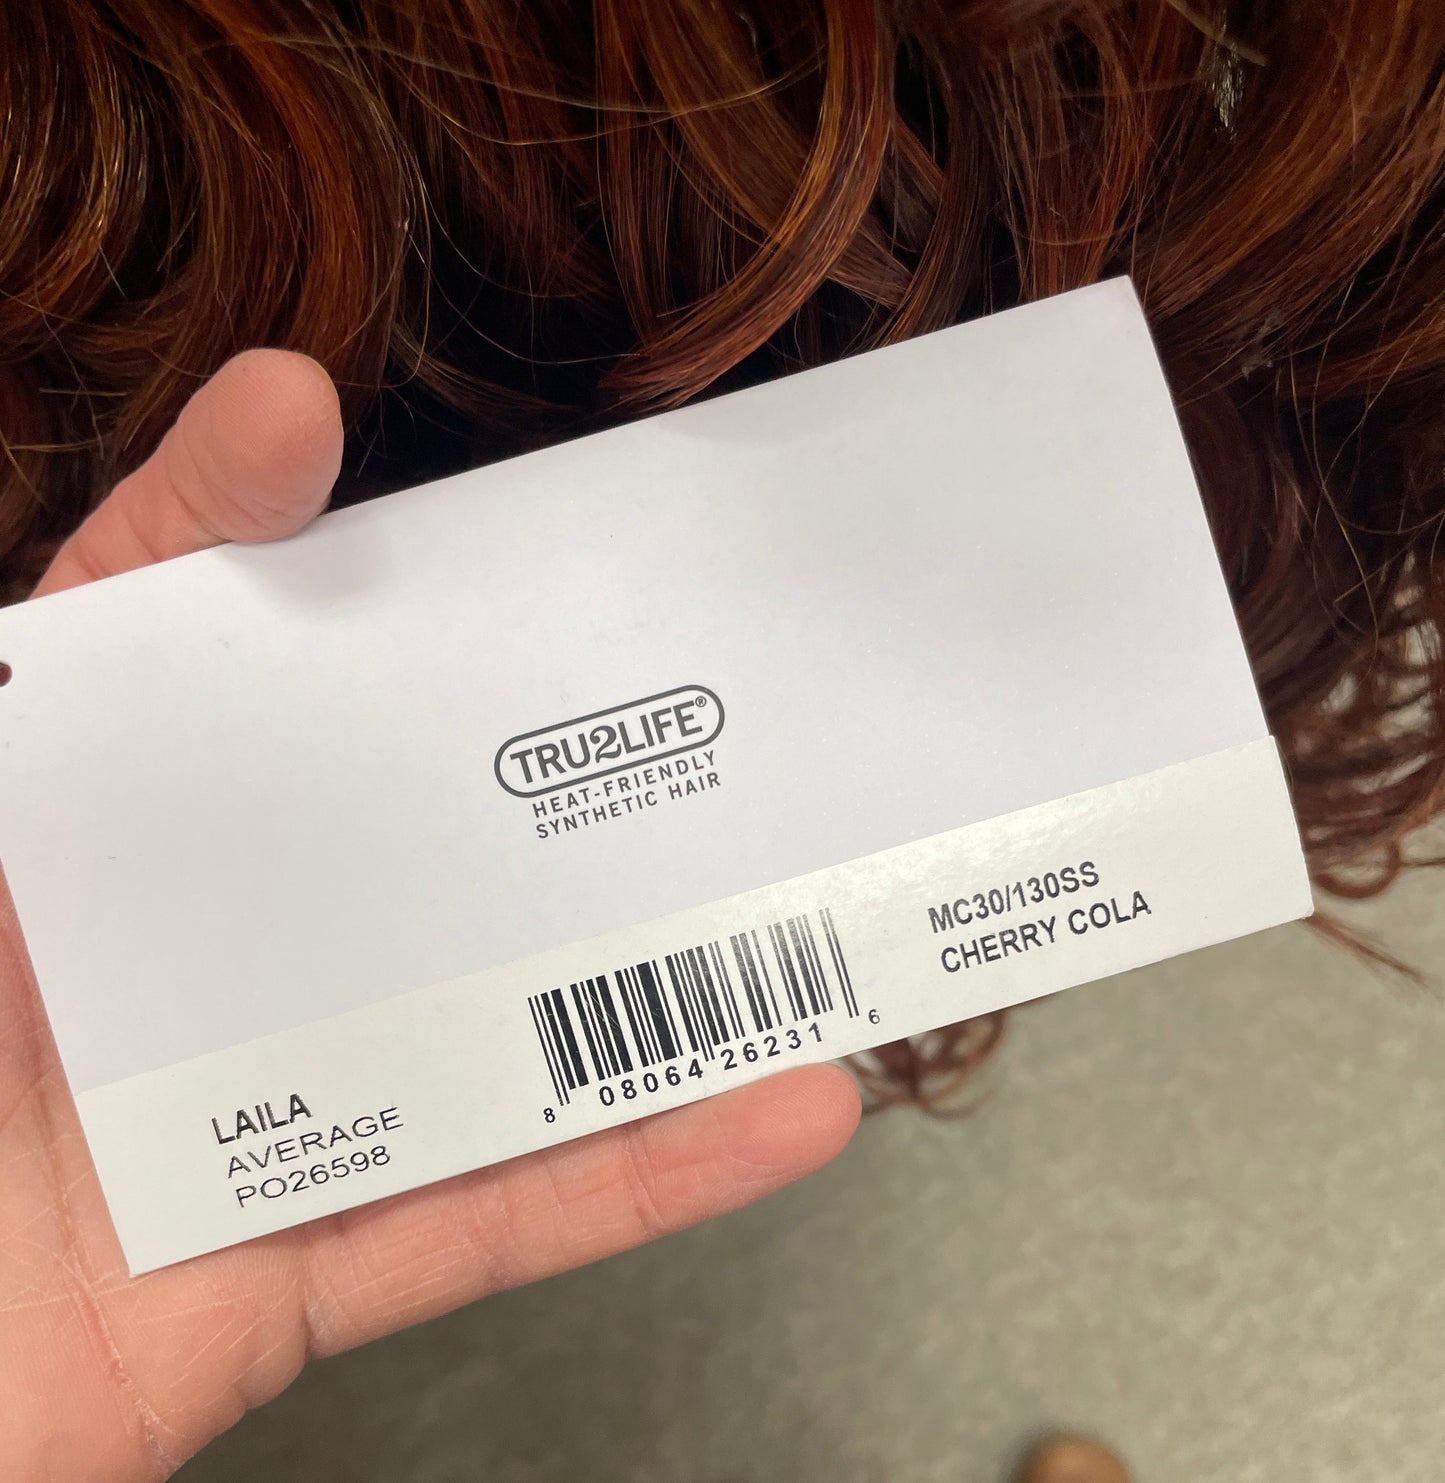 TRU2LIFE®
HEAT-FRIENDLY
SYNTHETIC HAIR
MC30/130SS
CHERRY COLA
8 08064 26231 6
LAILA
AVERAGE
PO26598